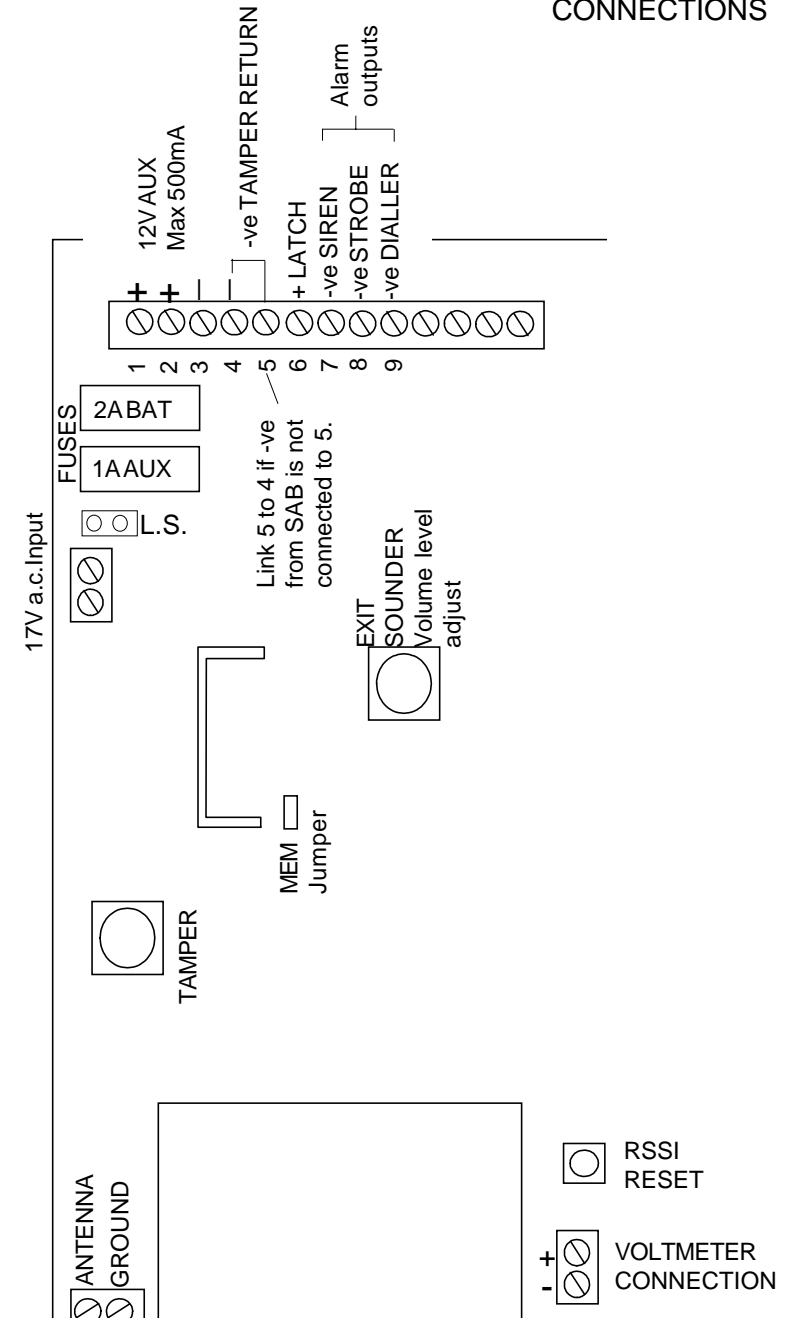 CONNECTIONS
12V AUX
Max 500mA
-ve TAMPER RETURN
Alarm
outputs
+ LATCH
-ve SIREN
-ve STROBE
-ve DIALLER
+ + − −
1 2 3 4 5 6 7 8 9
FUSES
2A BAT
1A AUX
L.S.
17V a.c.Input
Link 5 to 4 if -ve
from SAB is not
connected to 5.
EXIT
SOUNDER
Volume level
adjust
MEM
Jumper
TAMPER
ANTENNA
GROUND
RSSI
RESET
+ VOLTMETER
- CONNECTION